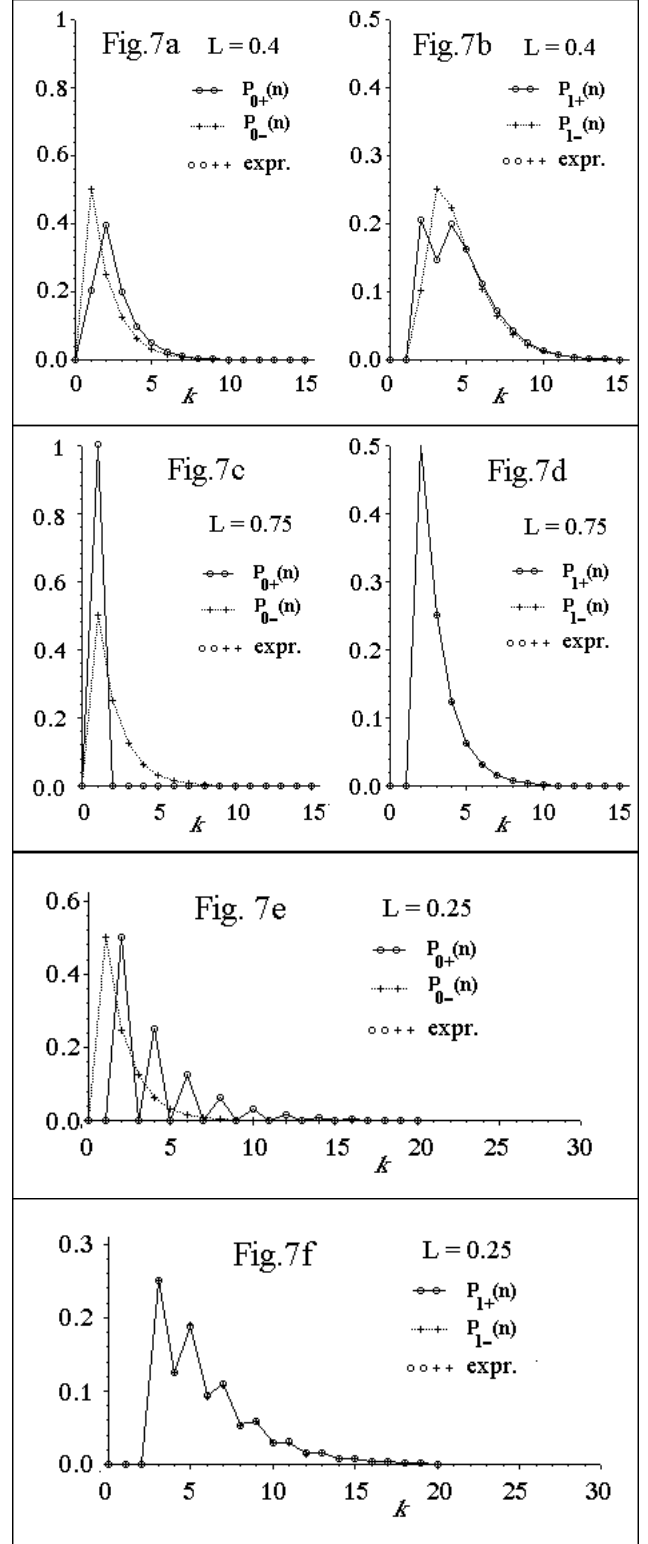 Fig.7a L = 0.4
P0+(n)
P0−(n)
expr.
1
0.8
0.6
0.4
0.2
0.0
0 5 10 15
k
Fig.7b L = 0.4
P1+(n)
P1−(n)
expr.
0.5
0.4
0.3
0.2
0.1
0.0
0 5 10 15
k
Fig.7c
L = 0.75
P0+(n)
P0−(n)
expr.
1
0.8
0.6
0.4
0.2
0.0
0 5 10 15
k
Fig.7d
L = 0.75
P1+(n)
P1−(n)
expr.
0.5
0.4
0.3
0.2
0.1
0.0
0 5 10 15
k
Fig. 7e L = 0.25
P0+(n)
P0−(n)
expr.
0.6
0.4
0.2
0.0
0 5 10 15 20 30
k
Fig.7f L = 0.25
P1+(n)
P1−(n)
expr.
0.3
0.2
0.1
0.0
0 5 10 15 20 30
k